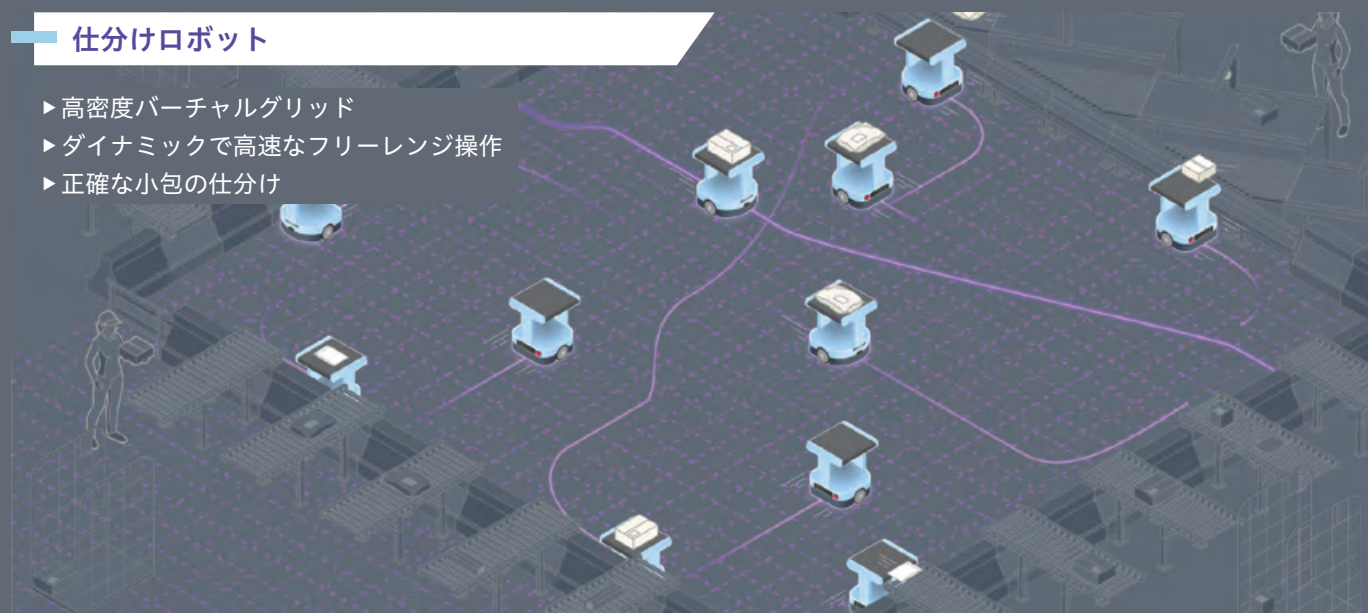 仕分けロボット
▶高密度バーチャルグリッド
▶ダイナミックで高速なフリーレンジ操作
▶正確な小包の仕分け